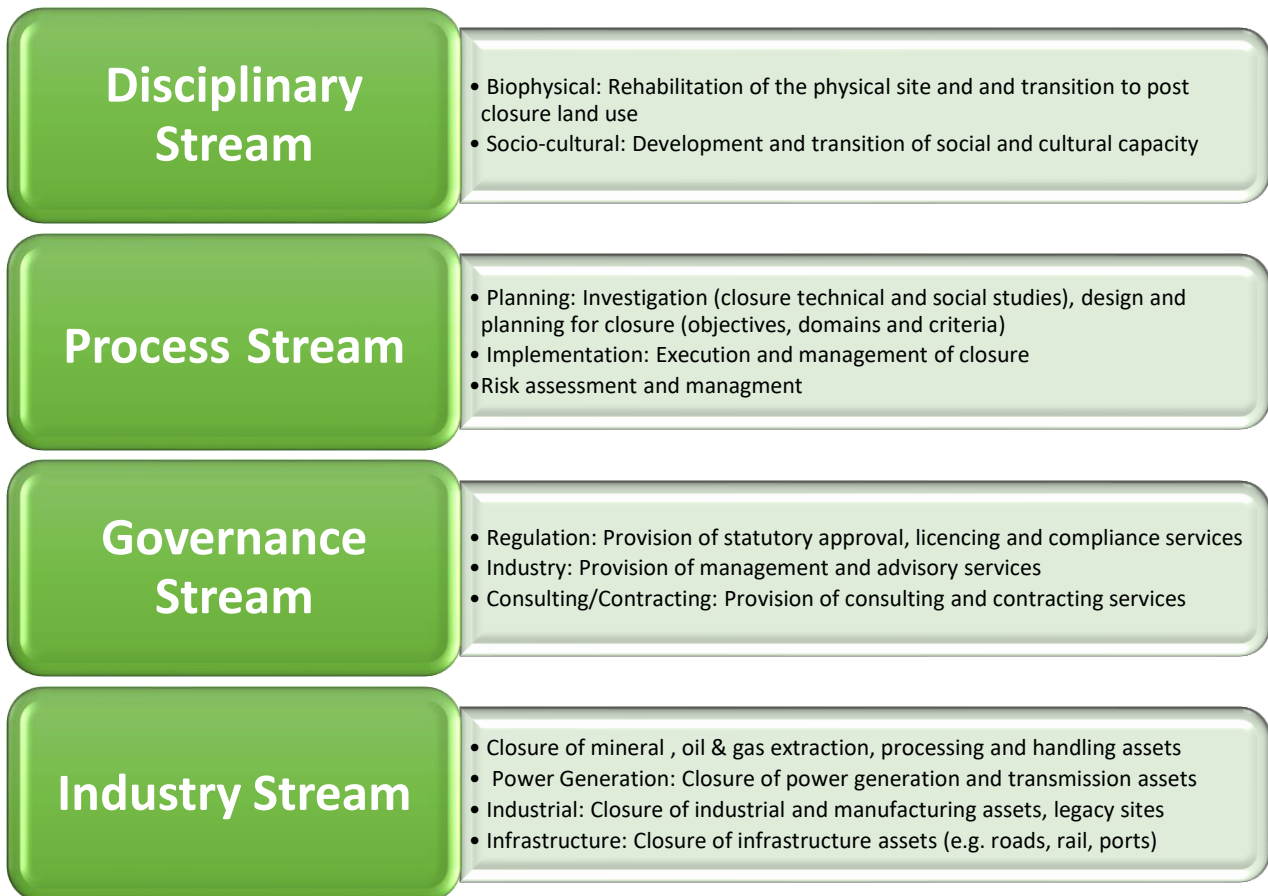 Disciplinary
Stream
• Biophysical: Rehabilitation of the physical site and and transition to post
closure land use
• Socio-cultural: Development and transition of social and cultural capacity
Process Stream
• Planning: Investigation (closure technical and social studies), design and
planning for closure (objectives, domains and criteria)
• Implementation: Execution and management of closure
•Risk assessment and managment
Governance
Stream
• Regulation: Provision of statutory approval, licencing and compliance services
• Industry: Provision of management and advisory services
• Consulting/Contracting: Provision of consulting and contracting services
Industry Stream
• Closure of mineral , oil & gas extraction, processing and handling assets
• Power Generation: Closure of power generation and transmission assets
• Industrial: Closure of industrial and manufacturing assets, legacy sites
• Infrastructure: Closure of infrastructure assets (e.g. roads, rail, ports)